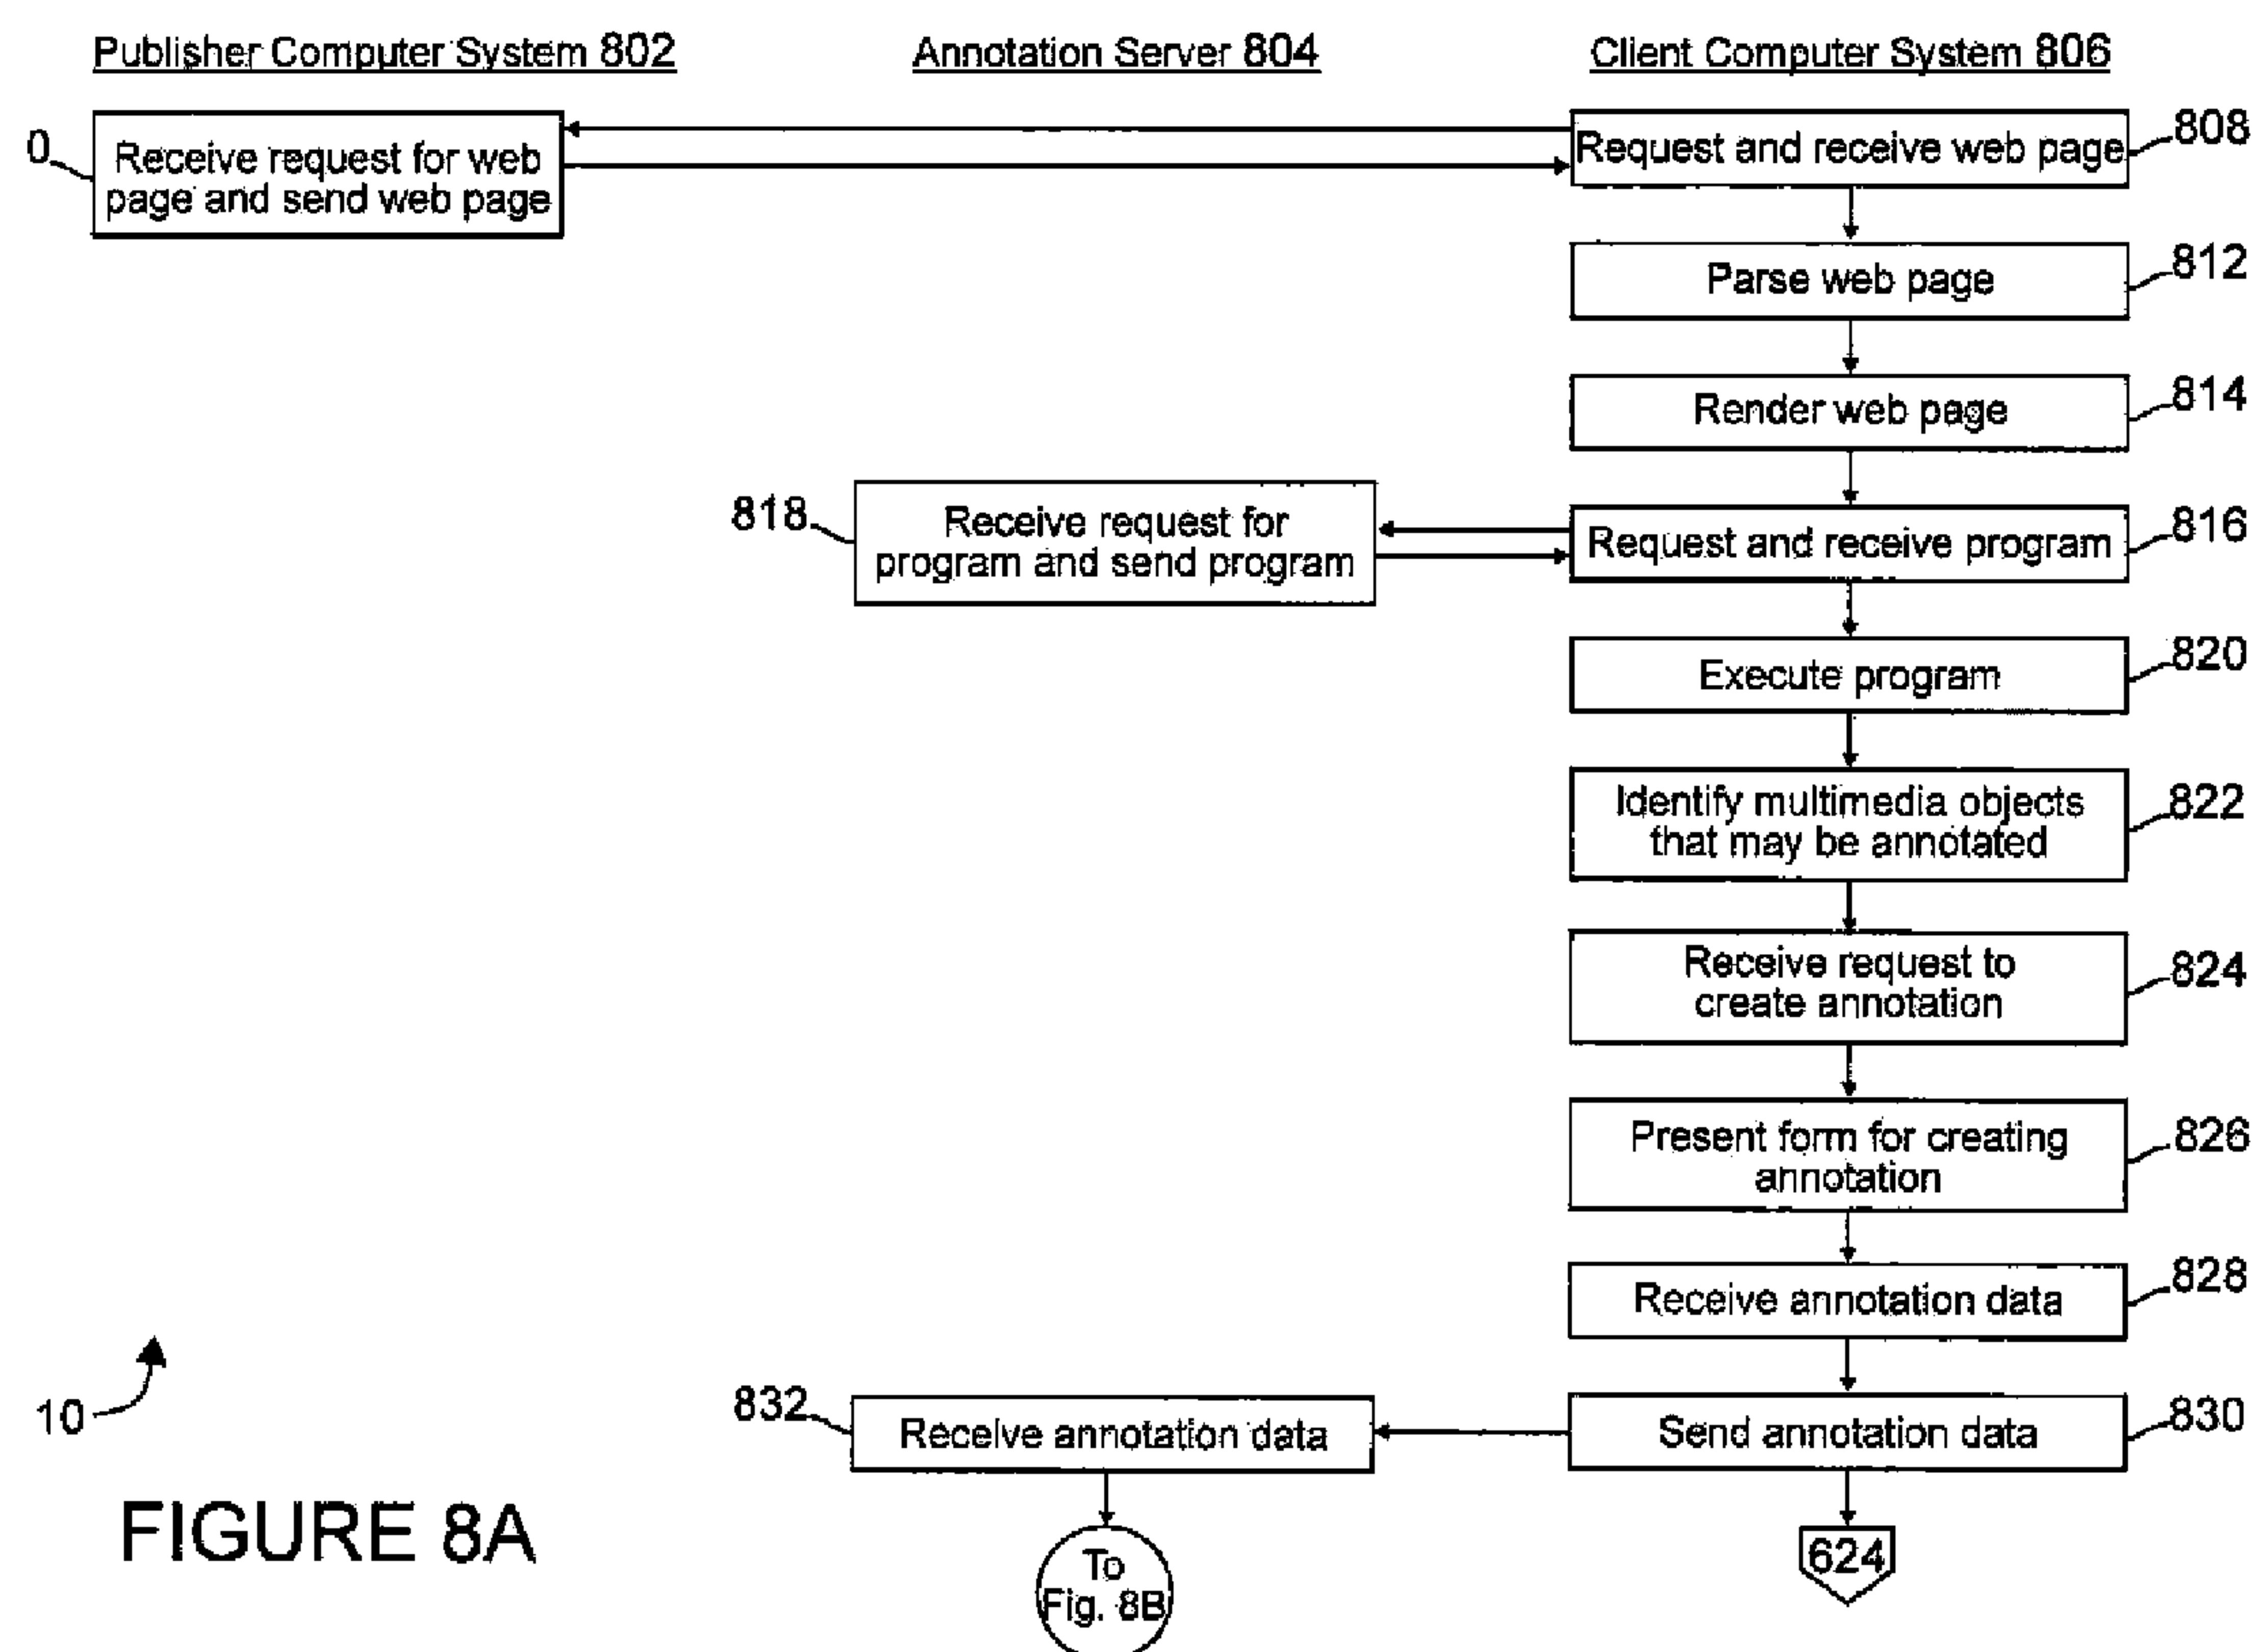 Publisher Computer System 802
Annotation Server 804
Client Computer System 806
0
Receive request for web
page and send web page
Request and receive web page
808
Parse web page
812
Render web page
814
818
Receive request for
program and send program
Request and receive program
816
Execute program
820
Identify multimedia objects
that may be annotated
822
Receive request to
create annotation
824
Present form for creating
annotation
826
Receive annotation data
828
832
Receive annotation data
Send annotation data
830
10
FIGURE 8A
To
Fig. 8B
624